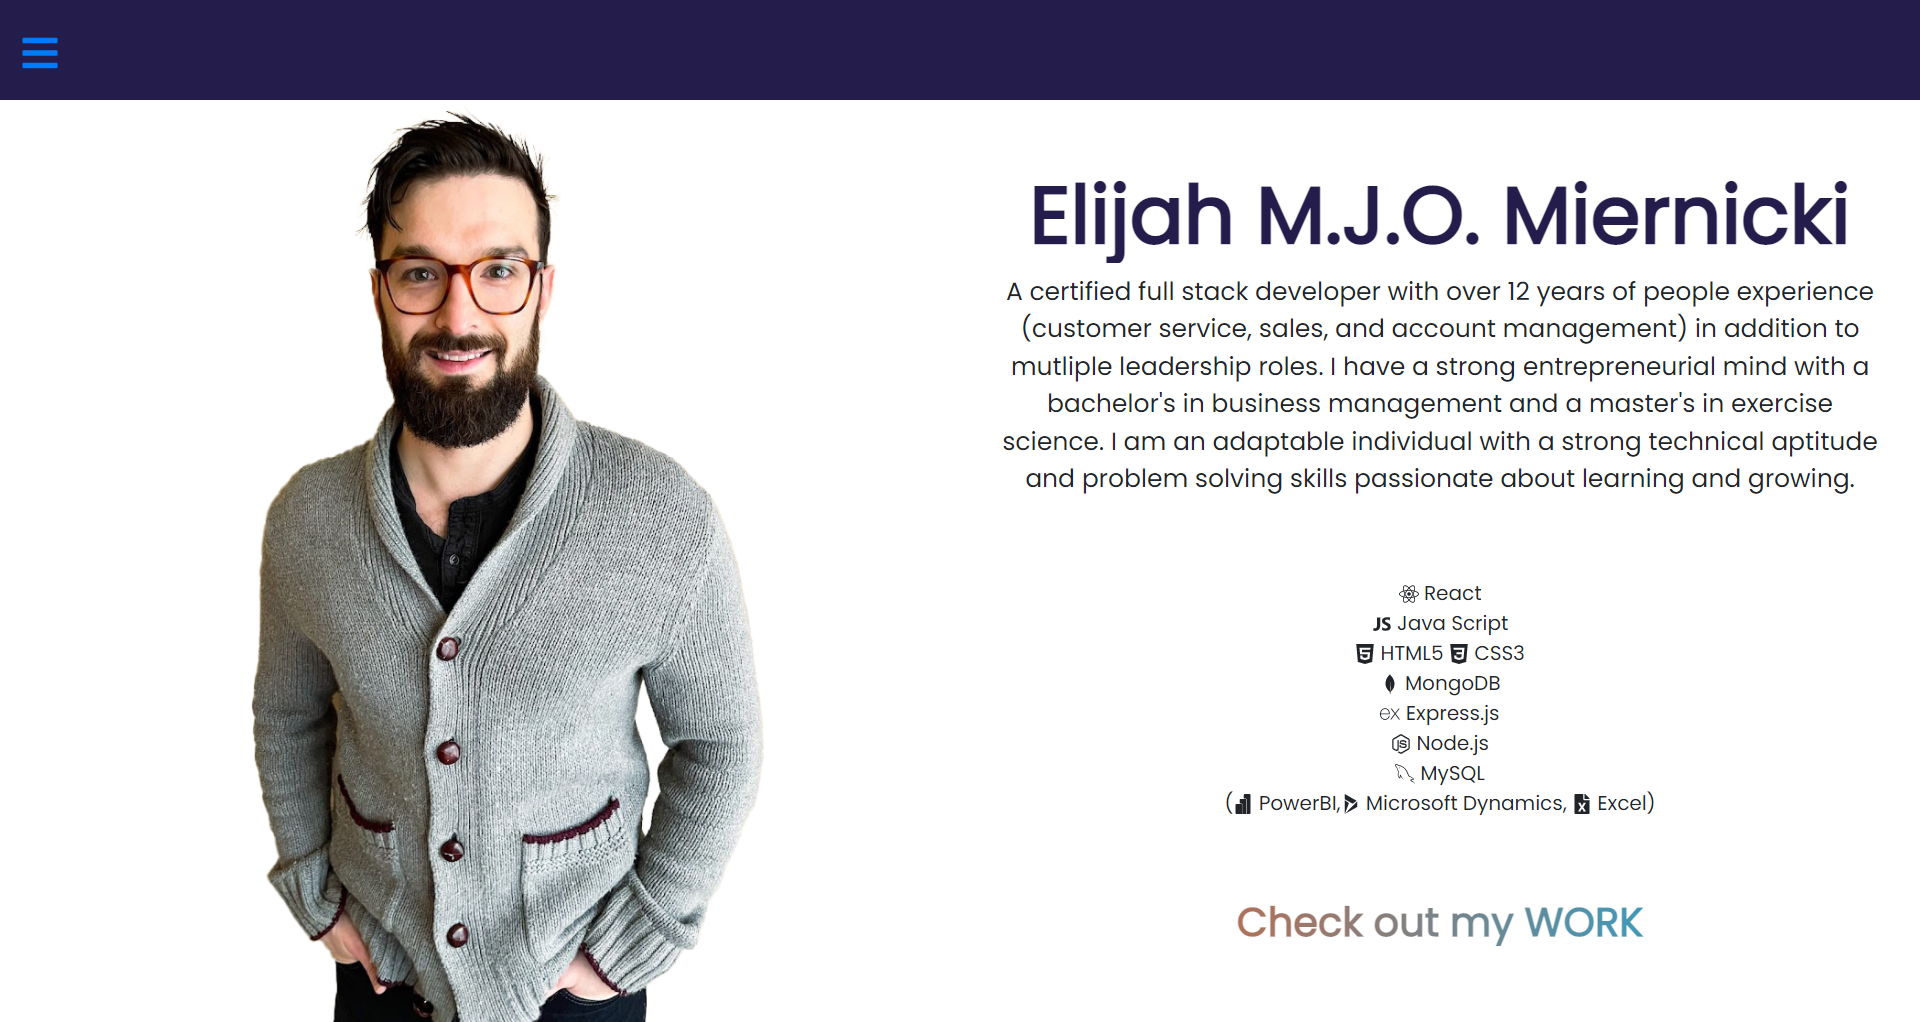 Elijah M.J.O. Miernicki
A certified full stack developer with over 12 years of people experience
(customer service, sales, and account management) in addition to
mutliple leadership roles. I have a strong entrepreneurial mind with a
bachelor's in business management and a master's in exercise
science. I am an adaptable individual with a strong technical aptitude
and problem solving skills passionate about learning and growing.
React
JS Java Script
HTML5 CSS3
MongoDB
ex Express.js
Node.js
MySQL
( PowerBI, Microsoft Dynamics, Excel)
Check out my WORK